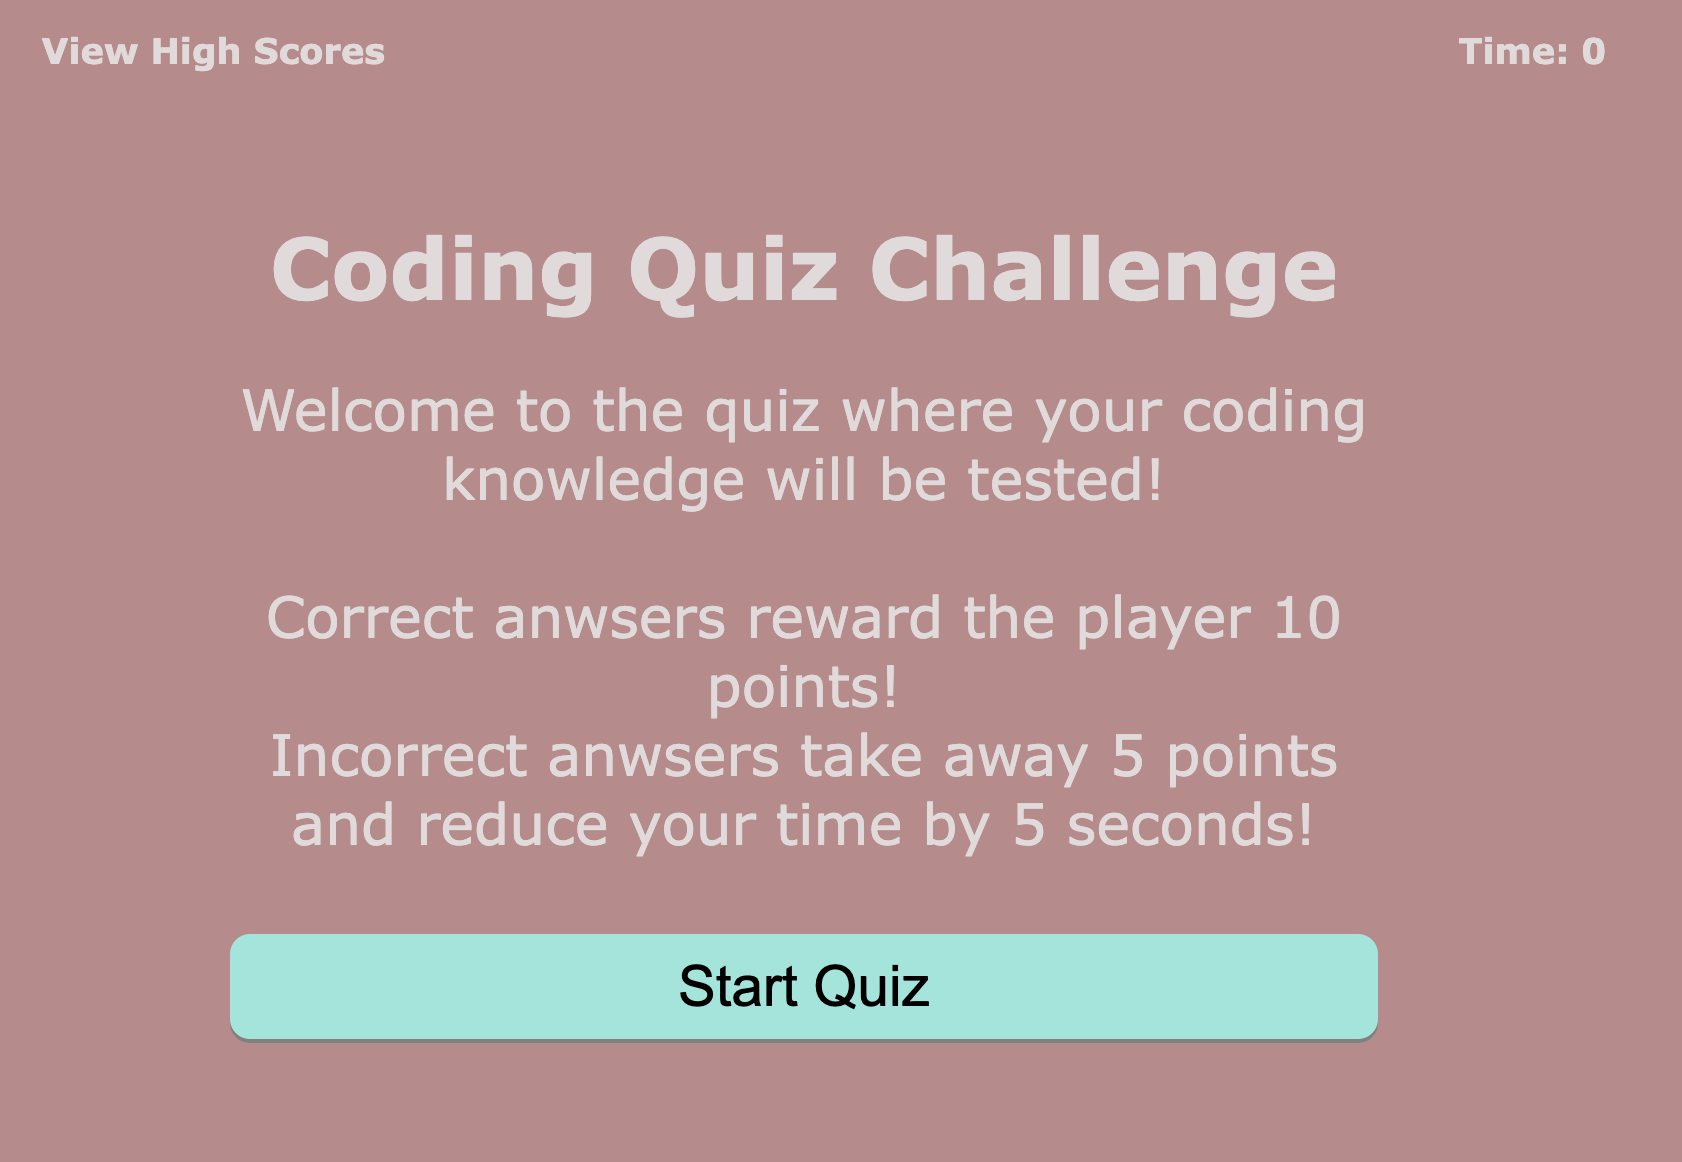 View High Scores
Time: 0
Coding Quiz Challenge
Welcome to the quiz where your coding
knowledge will be tested!
Correct anwsers reward the player 10
points!
Incorrect anwsers take away 5 points
and reduce your time by 5 seconds!
Start Quiz